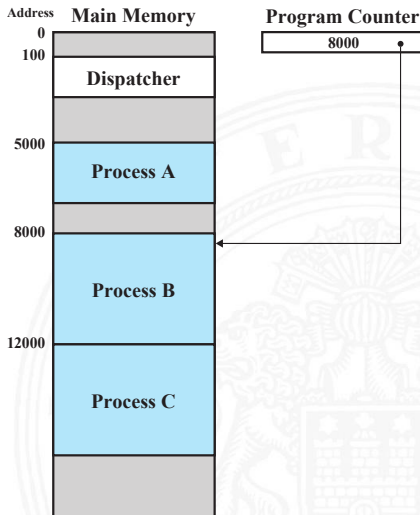 Address Main Memory Program Counter
0
8000
100
Dispatcher
5000
Process A
8000
Process B
12000
Process C